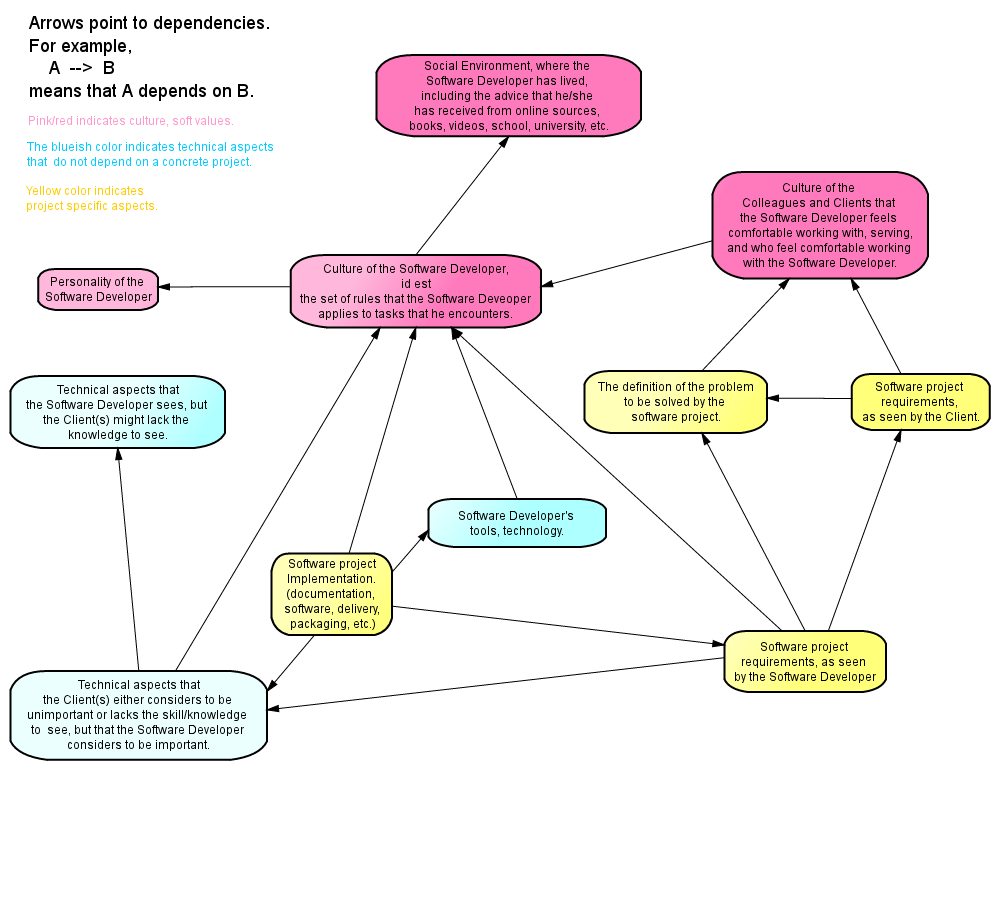 Arrows point to dependencies.
For example,
A --> B
means that A depends on B.
Pink/red indicates culture, soft values.
The blueish color indicates technical aspects
that do not depend on a concrete project.
Yellow color indicates
project specific aspects.
Social Environment, where the
Software Developer has lived,
including the advice that he/she
has received from online sources,
books, videos, school, university, etc.
Culture of the
Colleagues and Clients that
the Software Developer feels
comfortable working with, serving,
and who feel comfortable working
with the Software Developer.
Personality of the
Software Developer
Culture of the Software Developer,
id est
the set of rules that the Software Deveoper
applies to tasks that he encounters.
Technical aspects that
the Software Developer sees, but
the Client(s) might lack the
knowledge to see.
The definition of the problem
to be solved by the
software project.
Software project
requirements,
as seen by the Client.
Software Developer's
tools, technology.
Software project
Implementation.
(documentation,
software, delivery,
packaging, etc.)
Software project
requirements, as seen
by the Software Developer
Technical aspects that
the Client(s) either considers to be
unimportant or lacks the skill/knowledge
to see, but that the Software Developer
considers to be important.